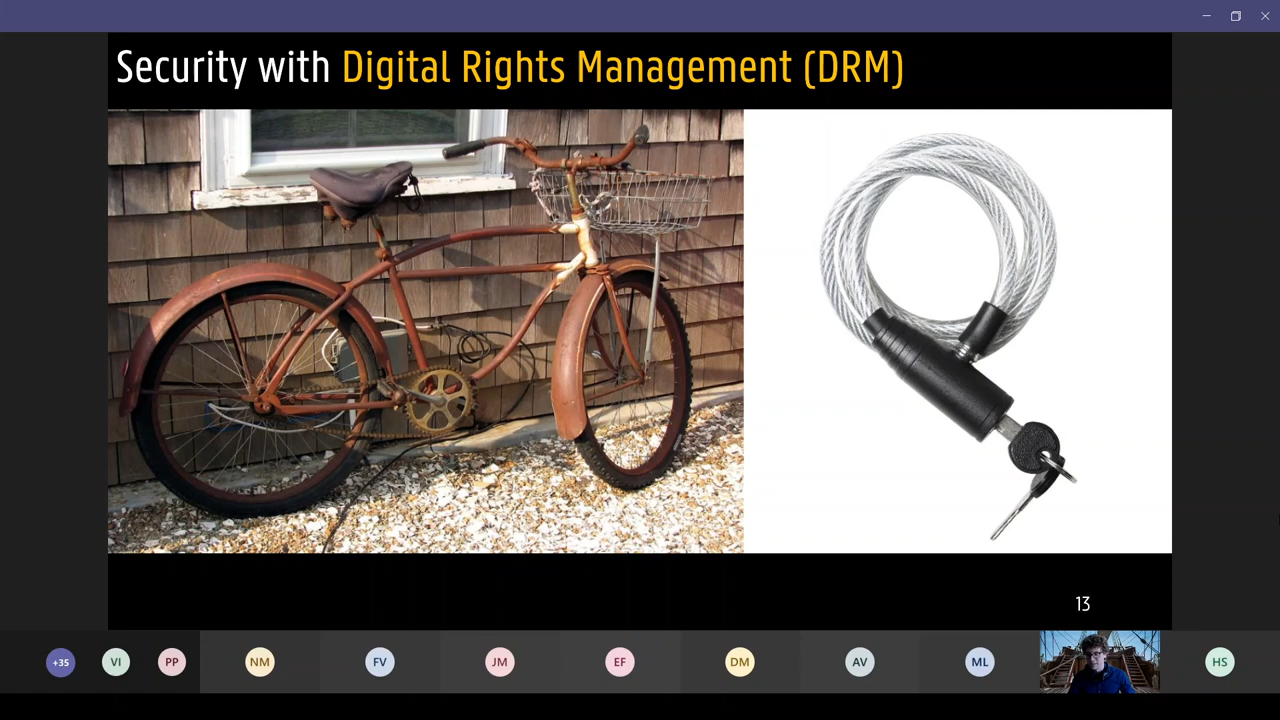 Security with Digital Rights Management (DRM)
13
+35
VI
PP
NM
FV
JM
EF
DM
AV
ML
HS